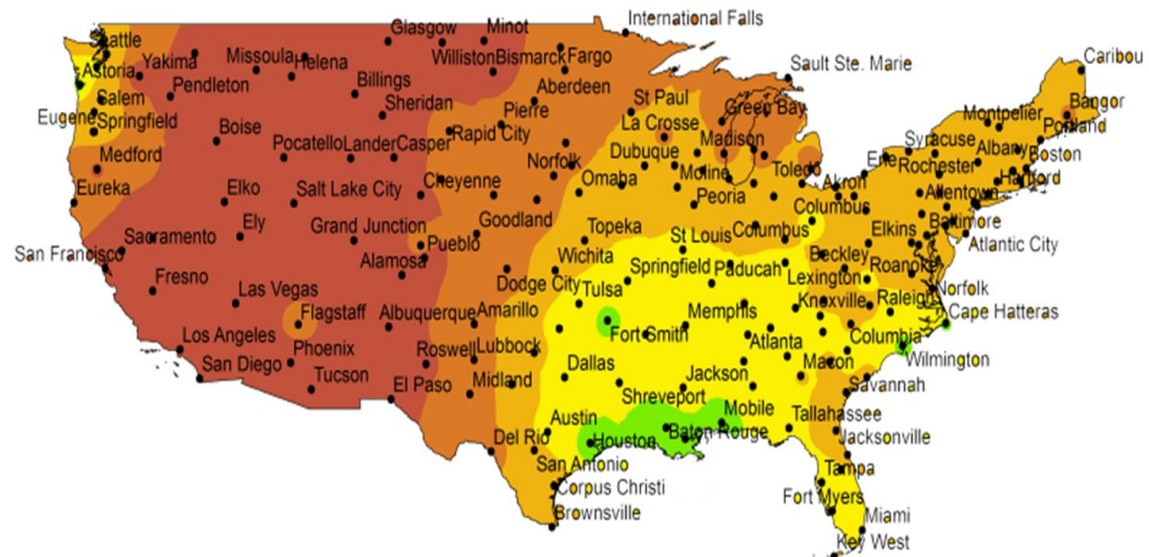 International Falls
Glasgow
Minot
Seattle
Yakima
Missoula
Helena
Williston
Bismarck
Fargo
Sault Ste. Marie
Caribou
Astoria
Pendleton
Billings
Aberdeen
Salem
Sheridan
St Paul
Green Bay
Montpelier
Bangor
Eugene
Springfield
Boise
Pierre
La Crosse
Portland
Pocatello
Lander
Casper
Rapid City
Madison
Syracuse
Albany
Boston
Medford
Norfolk
Dubuque
Moline
Toledo
Erie
Rochester
Hartford
Eureka
Elko
Salt Lake City
Cheyenne
Omaha
Peoria
Akron
Allentown
Ely
Grand Junction
Goodland
Topeka
Columbus
Baltimore
San Francisco
Sacramento
Pueblo
St Louis
Columbus
Elkins
Atlantic City
Alamosa
Wichita
Springfield
Paducah
Beckley
Lexington
Roanoke
Fresno
Las Vegas
Dodge City
Tulsa
Norfolk
Flagstaff
Albuquerque
Amarillo
Memphis
Knoxville
Raleigh
Cape Hatteras
Los Angeles
Phoenix
Roswell
Lubbock
Fort Smith
Atlanta
Columbia
San Diego
Tucson
El Paso
Midland
Dallas
Jackson
Macon
Wilmington
Shreveport
Savannah
Austin
Mobile
Tallahassee
Del Rio
Houston
Baton Rouge
Jacksonville
San Antonio
Tampa
Corpus Christi
Fort Myers
Brownsville
Miami
Key West